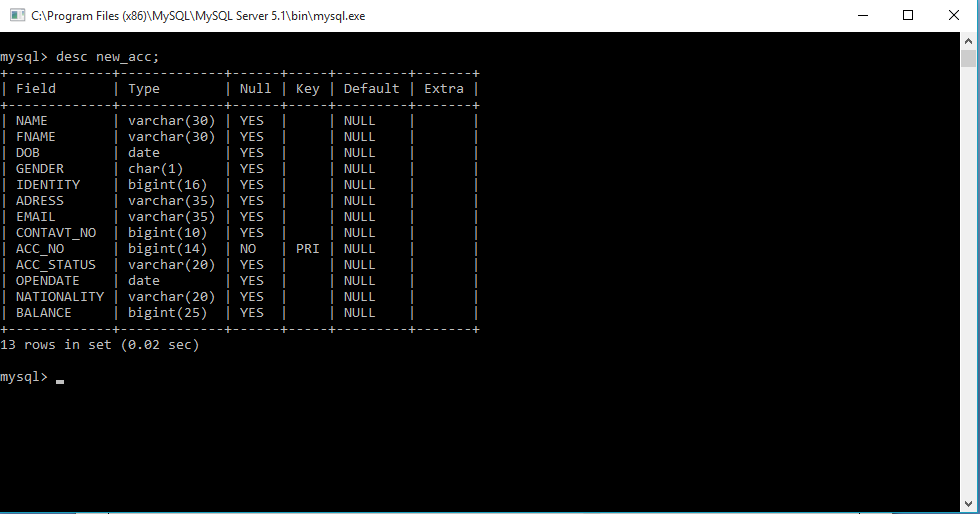 C:\Program Files (x86)\MySQL\MySQL Server 5.1\bin\mysql.exe
mysql> desc new_acc;
+-------------+-------------+------+-----+---------+-------+
| Field       | Type        | Null | Key | Default | Extra |
+-------------+-------------+------+-----+---------+-------+
| NAME        | varchar(30) | YES  |     | NULL    |       |
| FNAME       | varchar(30) | YES  |     | NULL    |       |
| DOB         | date        | YES  |     | NULL    |       |
| GENDER      | char(1)     | YES  |     | NULL    |       |
| IDENTITY    | bigint(16)  | YES  |     | NULL    |       |
| ADRESS      | varchar(35) | YES  |     | NULL    |       |
| EMAIL       | varchar(35) | YES  |     | NULL    |       |
| CONTAVT_NO  | bigint(10)  | YES  |     | NULL    |       |
| ACC_NO      | bigint(14)  | NO   | PRI | NULL    |       |
| ACC_STATUS  | varchar(20) | YES  |     | NULL    |       |
| OPENDATE    | date        | YES  |     | NULL    |       |
| NATIONALITY | varchar(20) | YES  |     | NULL    |       |
| BALANCE     | bigint(25)  | YES  |     | NULL    |       |
+-------------+-------------+------+-----+---------+-------+
13 rows in set (0.02 sec)
mysql> _